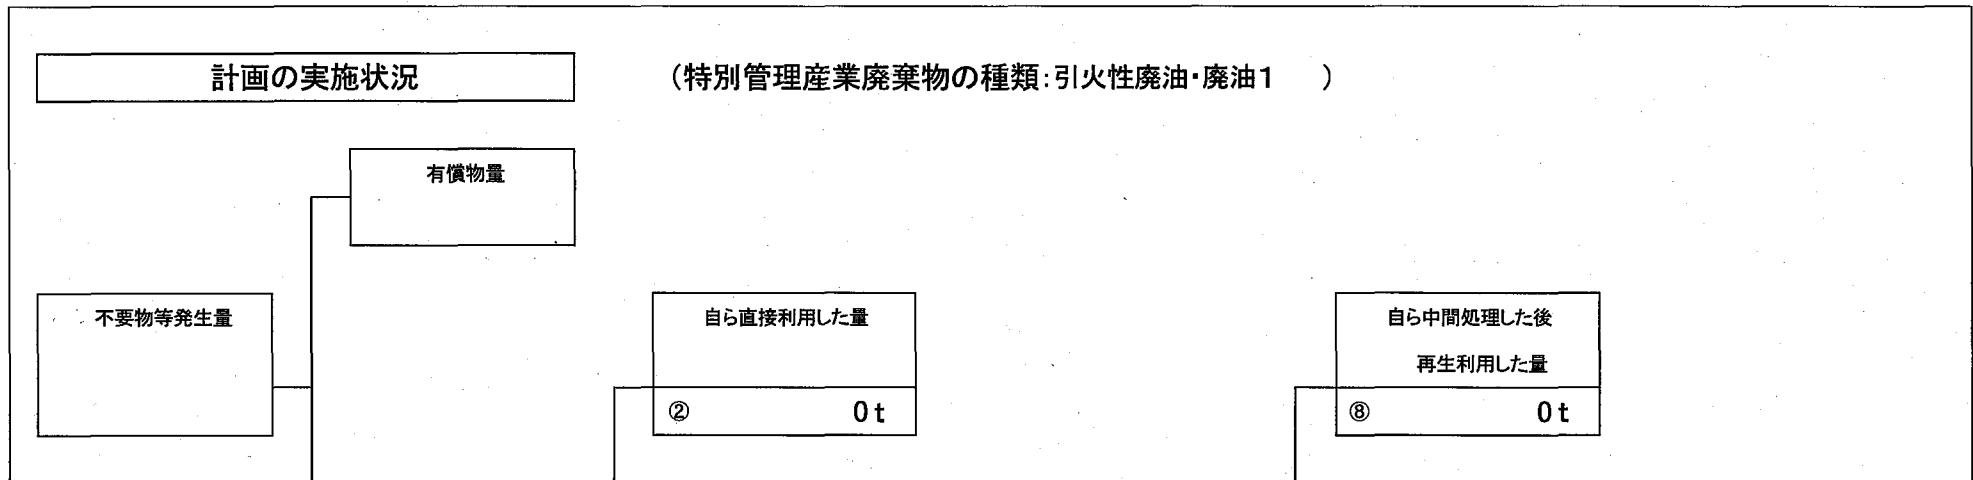 計画の実施状況 (特別管理産業廃棄物の種類:引火性廃油・廃油1 )
有償物量
不要物等発生量
自ら直接利用した量
② 0t
自ら中間処理した後
再生利用した量
⑧ 0t